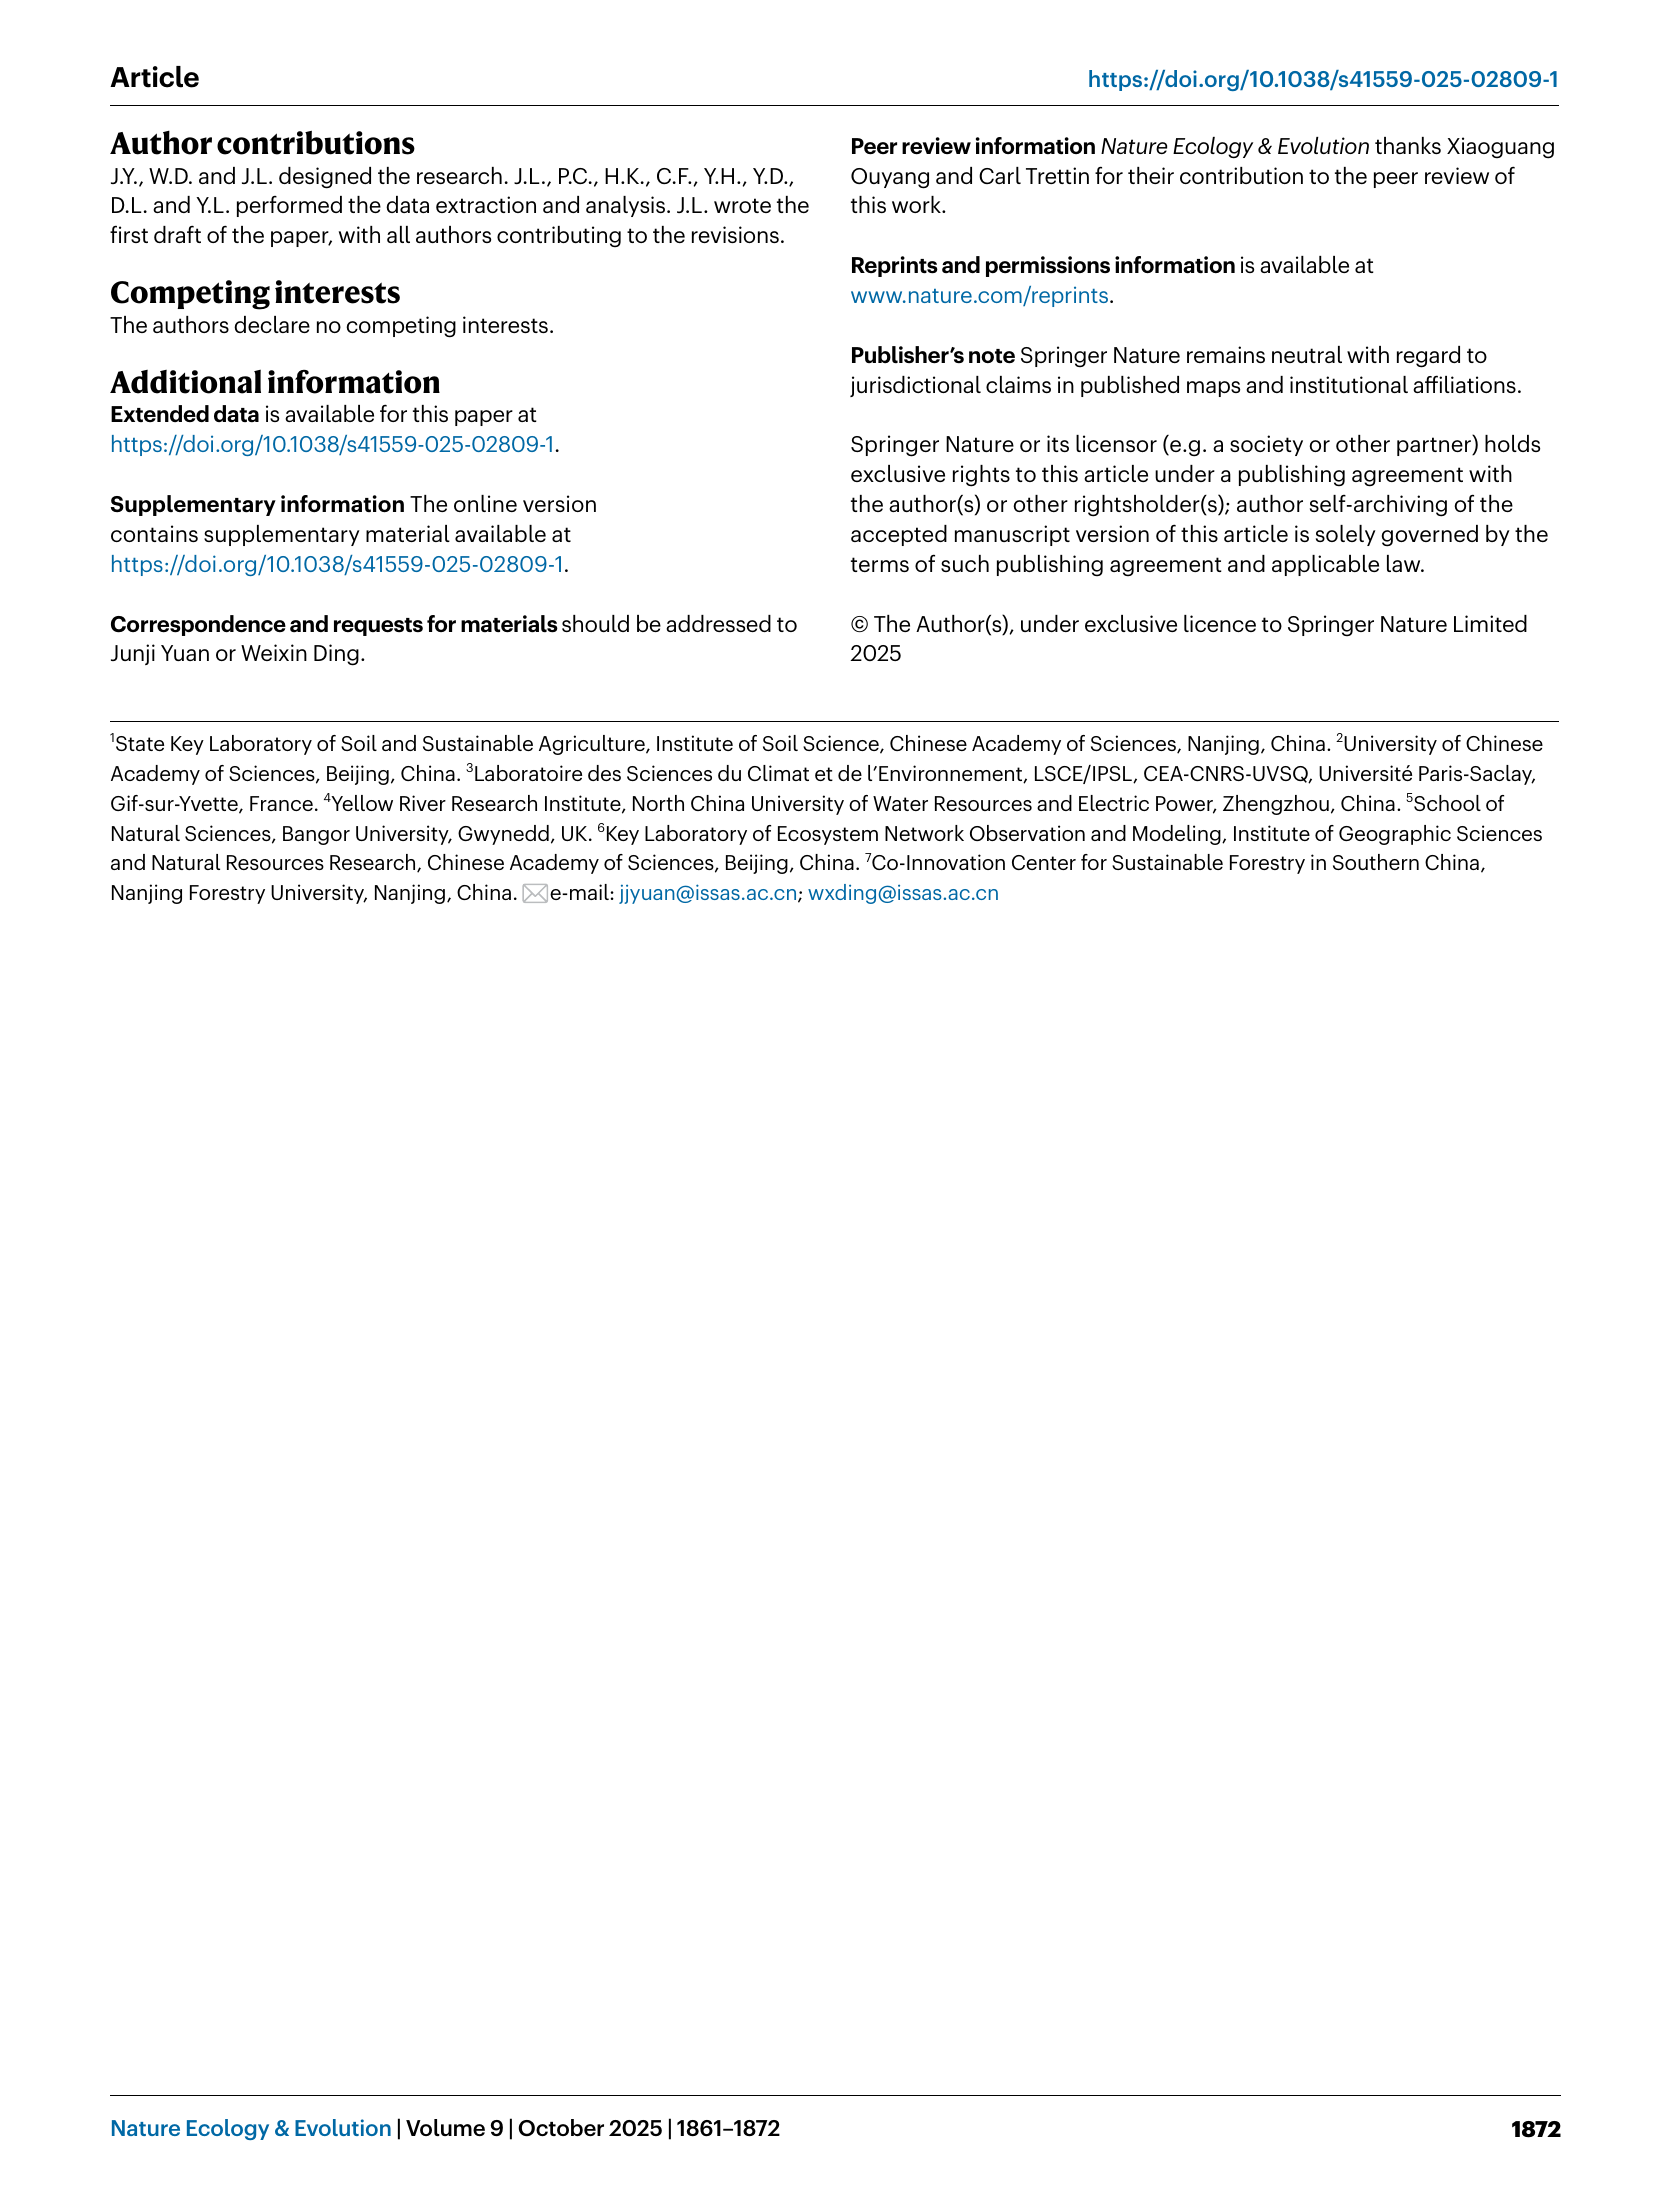 Article
https://doi.org/10.1038/s41559-025-02809-1
Author contributions
J.Y., W.D. and J.L. designed the research. J.L., P.C., H.K., C.F., Y.H., Y.D.,
D.L. and Y.L. performed the data extraction and analysis. J.L. wrote the
first draft of the paper, with all authors contributing to the revisions.
Competing interests
The authors declare no competing interests.
Additional information
Extended data is available for this paper at
https://doi.org/10.1038/s41559-025-02809-1.
Supplementary information The online version
contains supplementary material available at
https://doi.org/10.1038/s41559-025-02809-1.
Correspondence and requests for materials should be addressed to
Junji Yuan or Weixin Ding.
Peer review information Nature Ecology & Evolution thanks Xiaoguang
Ouyang and Carl Trettin for their contribution to the peer review of
this work.
Reprints and permissions information is available at
www.nature.com/reprints.
Publisher’s note Springer Nature remains neutral with regard to
jurisdictional claims in published maps and institutional affiliations.
Springer Nature or its licensor (e.g. a society or other partner) holds
exclusive rights to this article under a publishing agreement with
the author(s) or other rightsholder(s); author self-archiving of the
accepted manuscript version of this article is solely governed by the
terms of such publishing agreement and applicable law.
© The Author(s), under exclusive licence to Springer Nature Limited
2025
¹State Key Laboratory of Soil and Sustainable Agriculture, Institute of Soil Science, Chinese Academy of Sciences, Nanjing, China. ²University of Chinese
Academy of Sciences, Beijing, China. ³Laboratoire des Sciences du Climat et de l’Environnement, LSCE/IPSL, CEA-CNRS-UVSQ, Université Paris-Saclay,
Gif-sur-Yvette, France. ⁴Yellow River Research Institute, North China University of Water Resources and Electric Power, Zhengzhou, China. ⁵School of
Natural Sciences, Bangor University, Gwynedd, UK. ⁶Key Laboratory of Ecosystem Network Observation and Modeling, Institute of Geographic Sciences
and Natural Resources Research, Chinese Academy of Sciences, Beijing, China. ⁷Co-Innovation Center for Sustainable Forestry in Southern China,
Nanjing Forestry University, Nanjing, China. e-mail: jjyuan@issas.ac.cn; wxding@issas.ac.cn
Nature Ecology & Evolution | Volume 9 | October 2025 | 1861–1872
1872